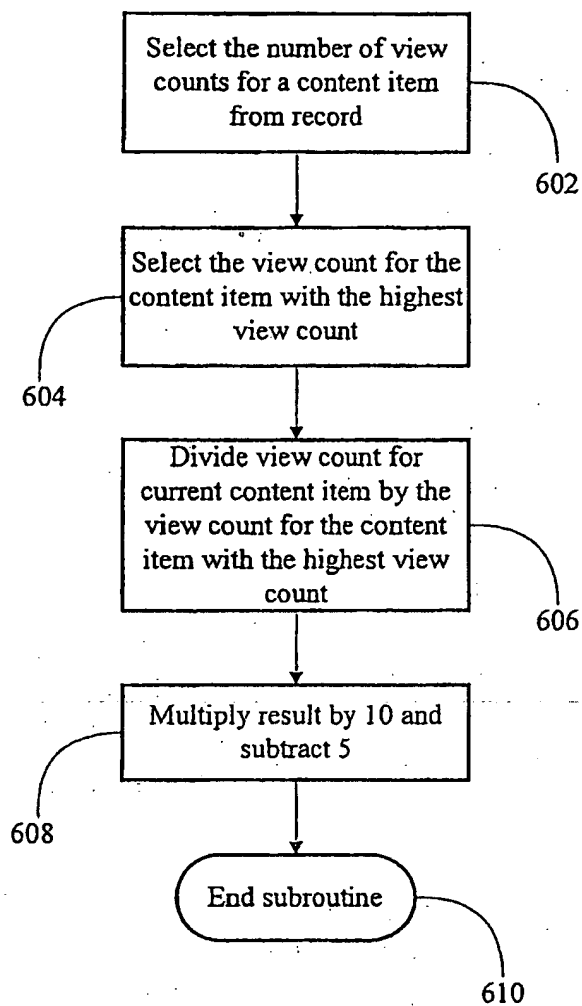 Select the number of view
counts for a content item
from record
602
Select the view count for the
content item with the highest
view count
604
Divide view count for
current content item by the
view count for the content
item with the highest view
count
606
Multiply result by 10 and
subtract 5
608
End subroutine
610